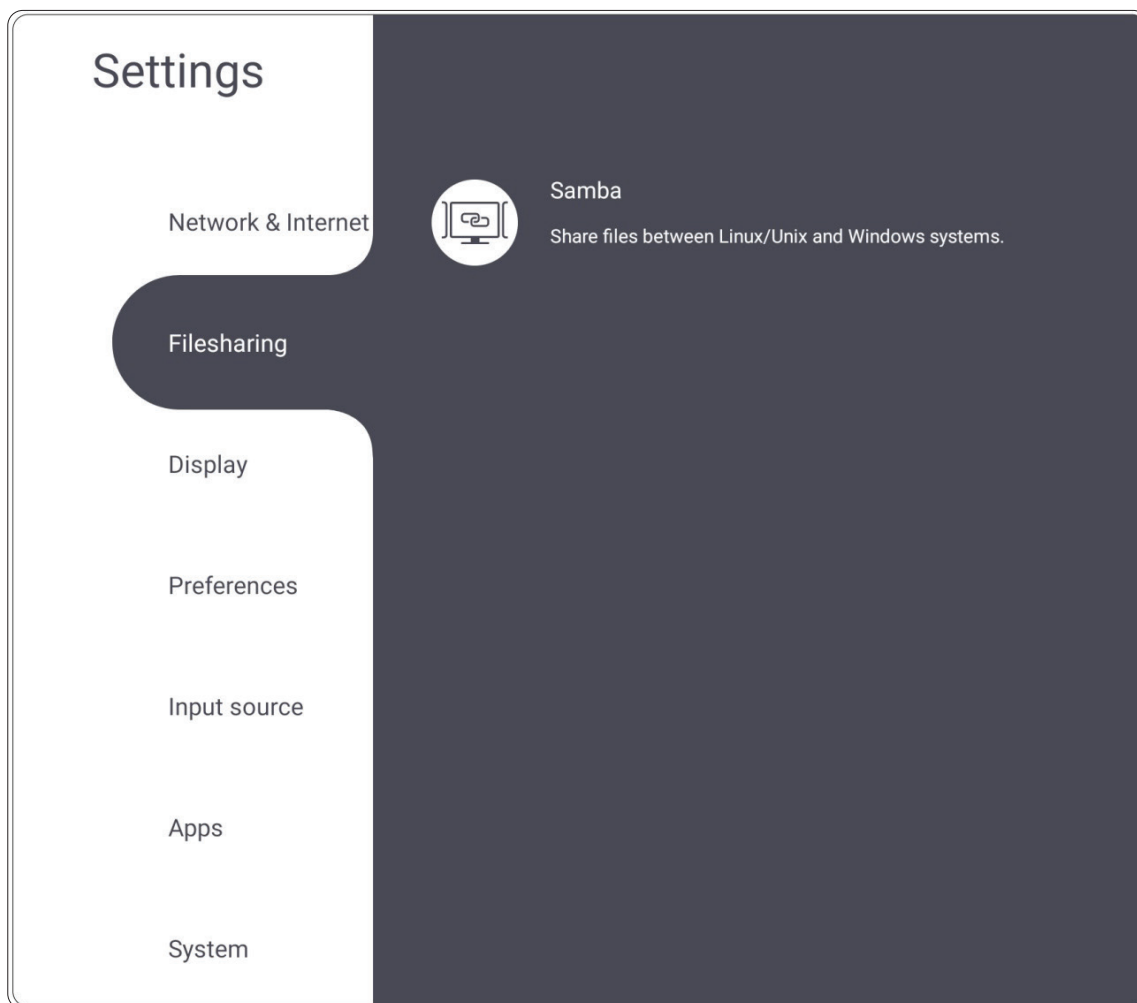 Settings
Network & Internet
Filesharing
Display
Preferences
Input source
Apps
System
Samba
Share files between Linux/Unix and Windows systems.